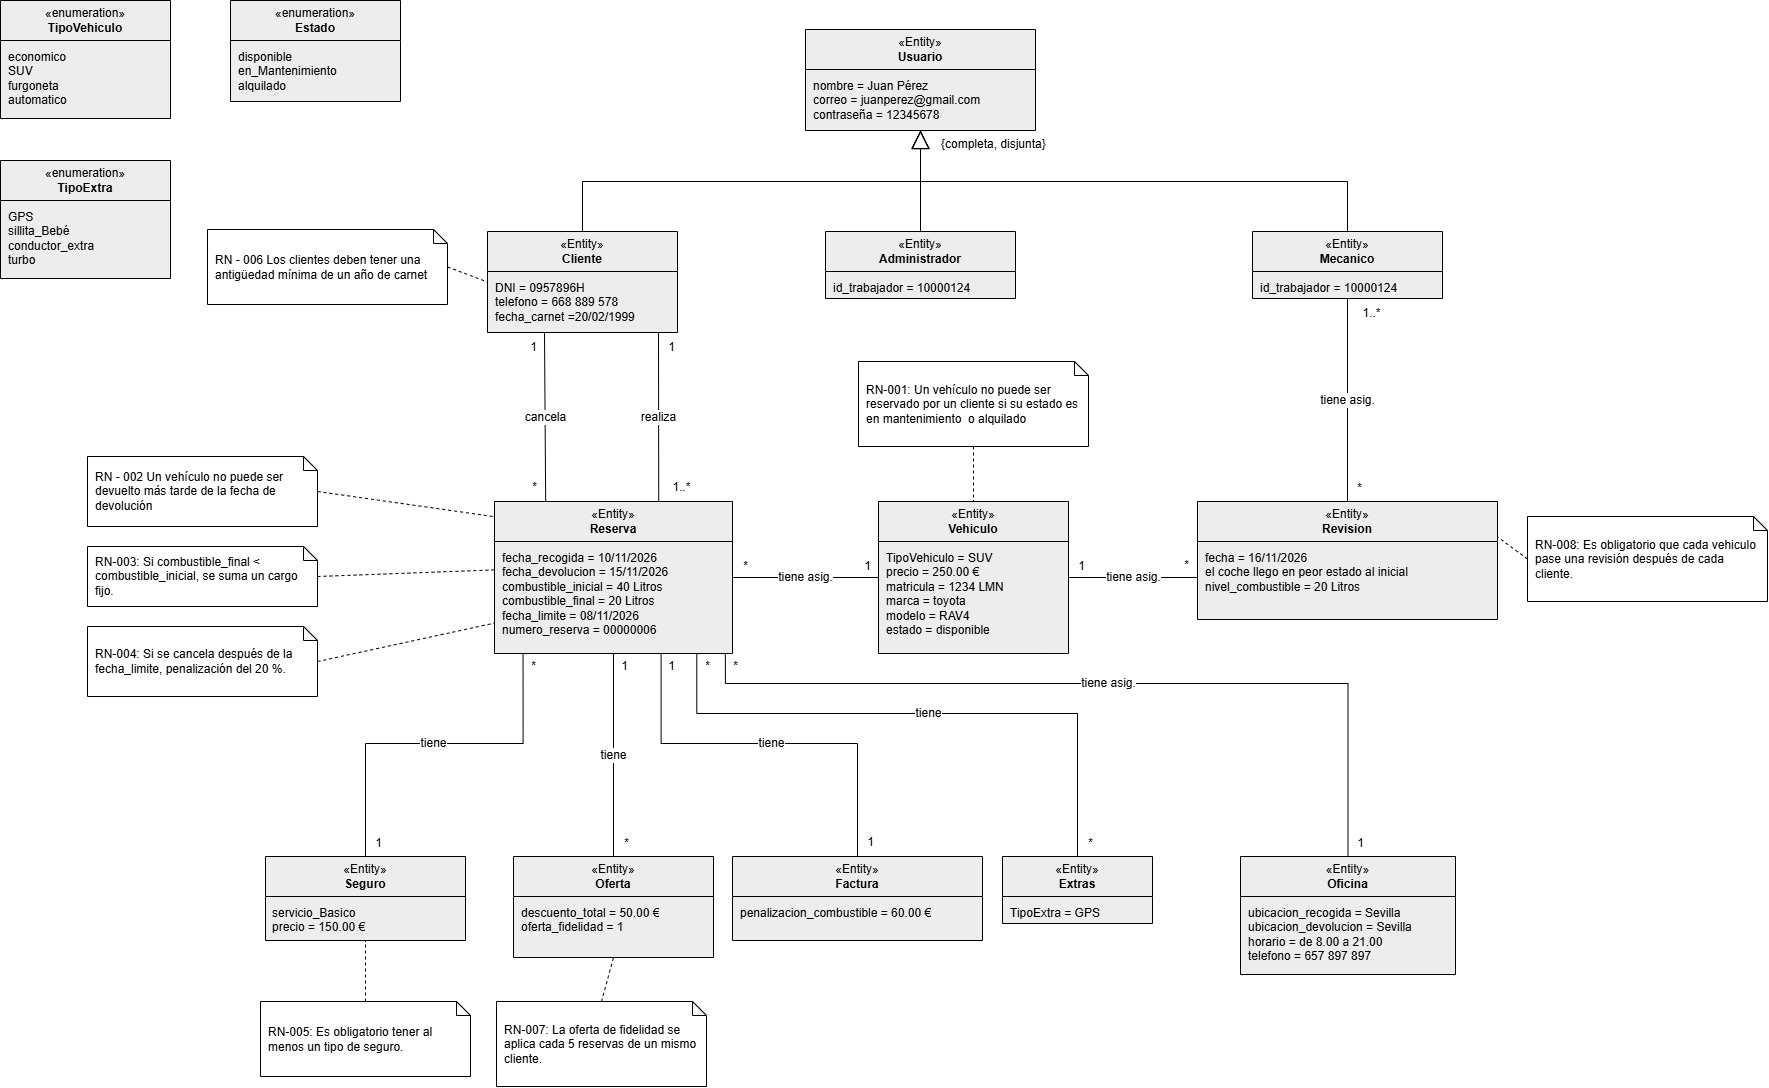 «enumeration»
TipoVehiculo
economico
SUV
furgoneta
automatico
«enumeration»
Estado
disponible
en_Mantenimiento
alquilado
«enumeration»
TipoExtra
GPS
sillita_Bebé
conductor_extra
turbo
«Entity»
Usuario
nombre = Juan Pérez
correo = juanperez@gmail.com
contraseña = 12345678
{completa, disjunta}
RN - 006 Los clientes deben tener una
antigüedad mínima de un año de carnet
«Entity»
Cliente
DNI = 0957896H
telefono = 668 889 578
fecha_carnet =20/02/1999
«Entity»
Administrador
id_trabajador = 10000124
«Entity»
Mecanico
id_trabajador = 10000124
1
cancela
*
1
realiza
1..*
1..*
tiene asig.
*
RN-001: Un vehículo no puede ser
reservado por un cliente si su estado es
en mantenimiento  o alquilado
RN - 002 Un vehículo no puede ser
devuelto más tarde de la fecha de
devolución
RN-003: Si combustible_final <
combustible_inicial, se suma un cargo
fijo.
RN-004: Si se cancela después de la
fecha_limite, penalización del 20 %.
«Entity»
Reserva
fecha_recogida = 10/11/2026
fecha_devolucion = 15/11/2026
combustible_inicial = 40 Litros
combustible_final = 20 Litros
fecha_limite = 08/11/2026
numero_reserva = 00000006
*
tiene asig.
1
«Entity»
Vehiculo
TipoVehiculo = SUV
precio = 250.00 €
matricula = 1234 LMN
marca = toyota
modelo = RAV4
estado = disponible
1
tiene asig.
*
«Entity»
Revision
fecha = 16/11/2026
el coche llego en peor estado al inicial
nivel_combustible = 20 Litros
RN-008: Es obligatorio que cada vehiculo
pase una revisión después de cada
cliente.
*
1
1
*
*
tiene asig.
tiene
tiene
tiene
tiene
1
*
1
*
1
«Entity»
Seguro
servicio_Basico
precio = 150.00 €
«Entity»
Oferta
descuento_total = 50.00 €
oferta_fidelidad = 1
«Entity»
Factura
penalizacion_combustible = 60.00 €
«Entity»
Extras
TipoExtra = GPS
«Entity»
Oficina
ubicacion_recogida = Sevilla
ubicacion_devolucion = Sevilla
horario = de 8.00 a 21.00
telefono = 657 897 897
RN-005: Es obligatorio tener al
menos un tipo de seguro.
RN-007: La oferta de fidelidad se
aplica cada 5 reservas de un mismo
cliente.